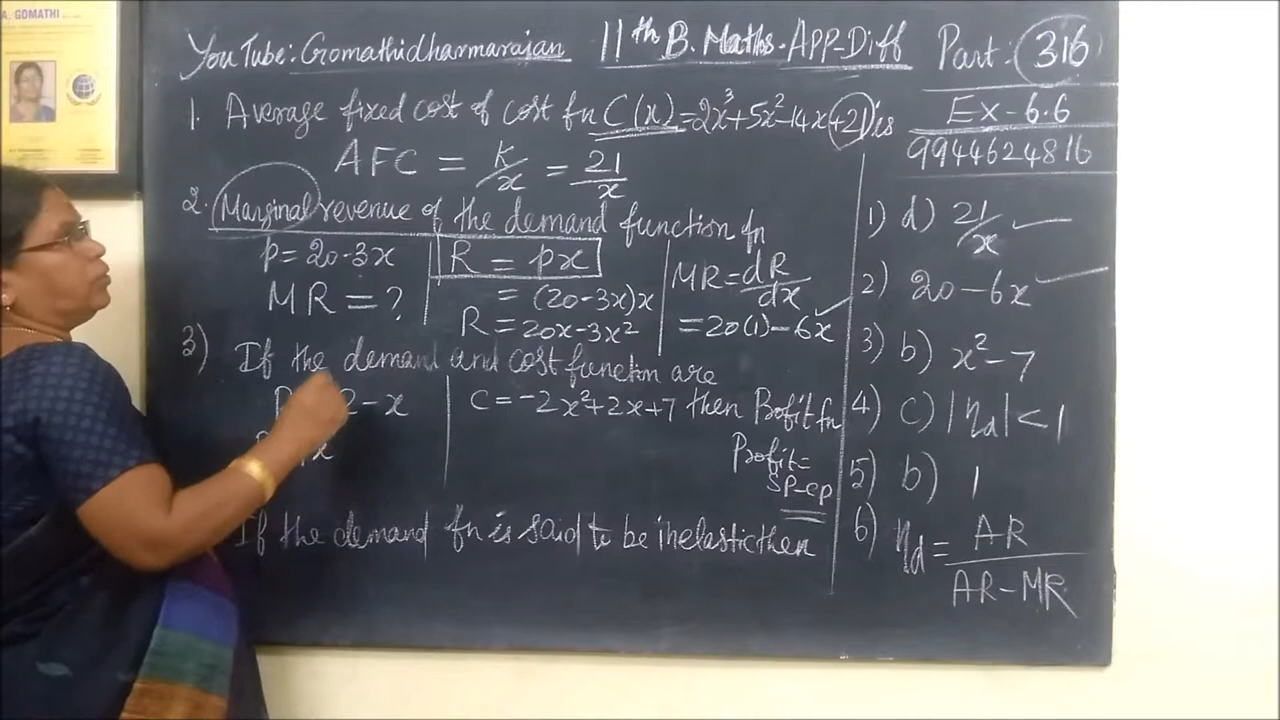 A. GOMATHI
YouTube: Gomathidharmarajan 11th B. Maths - APP-Diff Part - 316
Ex - 6.6
9944624816
1. Average fixed cost of cost fn C(x) = 2x³+5x²-14x+21 is
AFC = k/x = 21/x
2. Marginal revenue of the demand function fn
p = 20-3x
MR = ?
R = px
= (20-3x)x
R = 20x-3x²
MR = dR/dx
= 20(1) - 6x
3) If the demand and cost function are
2-x
C = -2x²+2x+7 then Profit fn
x
Profit =
SP-CP
If the demand fn is said to be inelastic then
1) d) 21/x
2) 20-6x
3) b) x²-7
4) c) |ηd| < 1
5) b) 1
6) ηd = AR/AR-MR